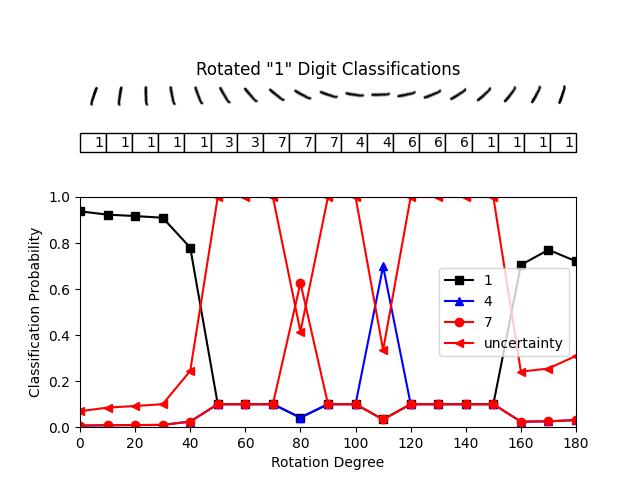 Rotated "1" Digit Classifications
1 1 1 1 1 3 3 7 7 7 4 4 6 6 6 1 1 1 1
1.0
0.8
0.6
0.4
0.2
0.0
Classification Probability
1
4
7
uncertainty
0 20 40 60 80 100 120 140 160 180
Rotation Degree